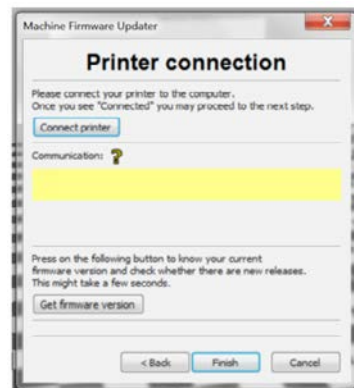 Machine Firmware Updater
Printer connection
Please connect your printer to the computer.
Once you see "Connected" you may proceed to the next step.
Connect printer
Communication: ?
Press on the following button to know your current
firmware version and check whether there are new releases.
This might take a few seconds.
Get firmware version
< Back Finish Cancel